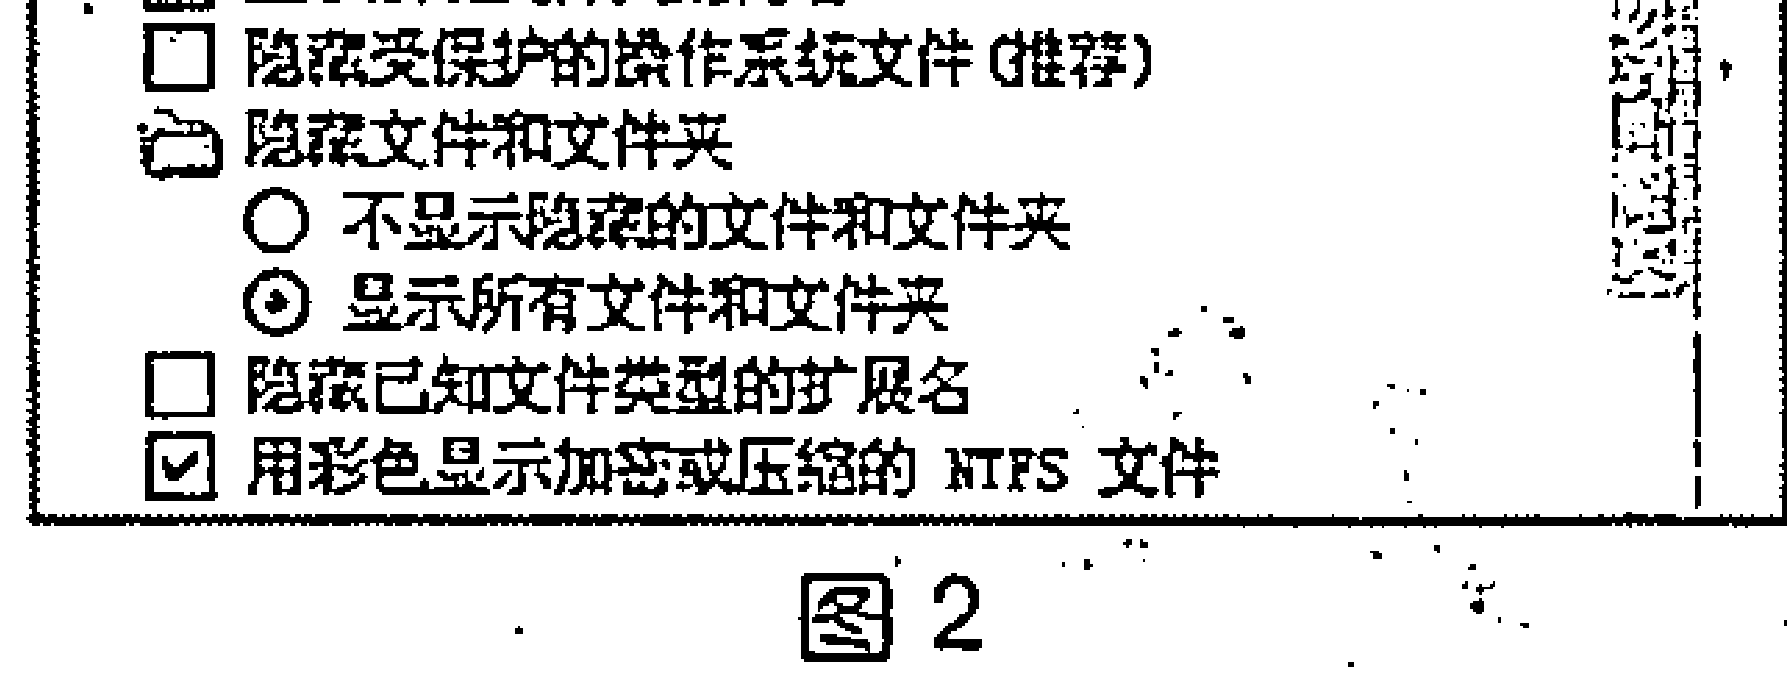 隐藏受保护的操作系统文件(推荐)
隐藏文件和文件夹
不显示隐藏的文件和文件夹
显示所有文件和文件夹
隐藏已知文件类型的扩展名
用彩色显示加密或压缩的 NTFS 文件
图 2